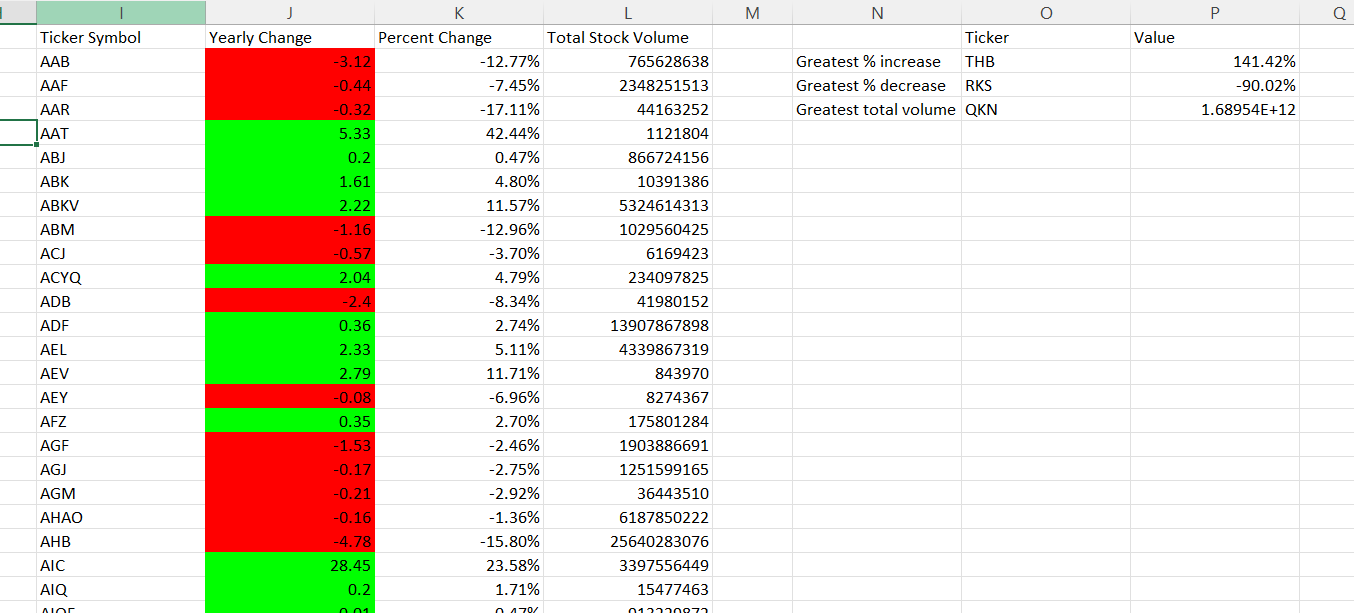 I J K L M N O P Q
Ticker Symbol Yearly Change Percent Change Total Stock Volume Ticker Value
AAB -3.12 -12.77% 765628638 Greatest % increase THB 141.42%
AAF -0.44 -7.45% 2348251513 Greatest % decrease RKS -90.02%
AAR -0.32 -17.11% 44163252 Greatest total volume QKN 1.68954E+12
AAT 5.33 42.44% 1121804
ABJ 0.2 0.47% 866724156
ABK 1.61 4.80% 10391386
ABKV 2.22 11.57% 5324614313
ABM -1.16 -12.96% 1029560425
ACJ -0.57 -3.70% 6169423
ACYQ 2.04 4.79% 234097825
ADB -2.4 -8.34% 41980152
ADF 0.36 2.74% 13907867898
AEL 2.33 5.11% 4339867319
AEV 2.79 11.71% 843970
AEY -0.08 -6.96% 8274367
AFZ 0.35 2.70% 175801284
AGF -1.53 -2.46% 1903886691
AGJ -0.17 -2.75% 1251599165
AGM -0.21 -2.92% 36443510
AHAO -0.16 -1.36% 6187850222
AHB -4.78 -15.80% 25640283076
AIC 28.45 23.58% 3397556449
AIQ 0.2 1.71% 15477463
0.01 0.47%